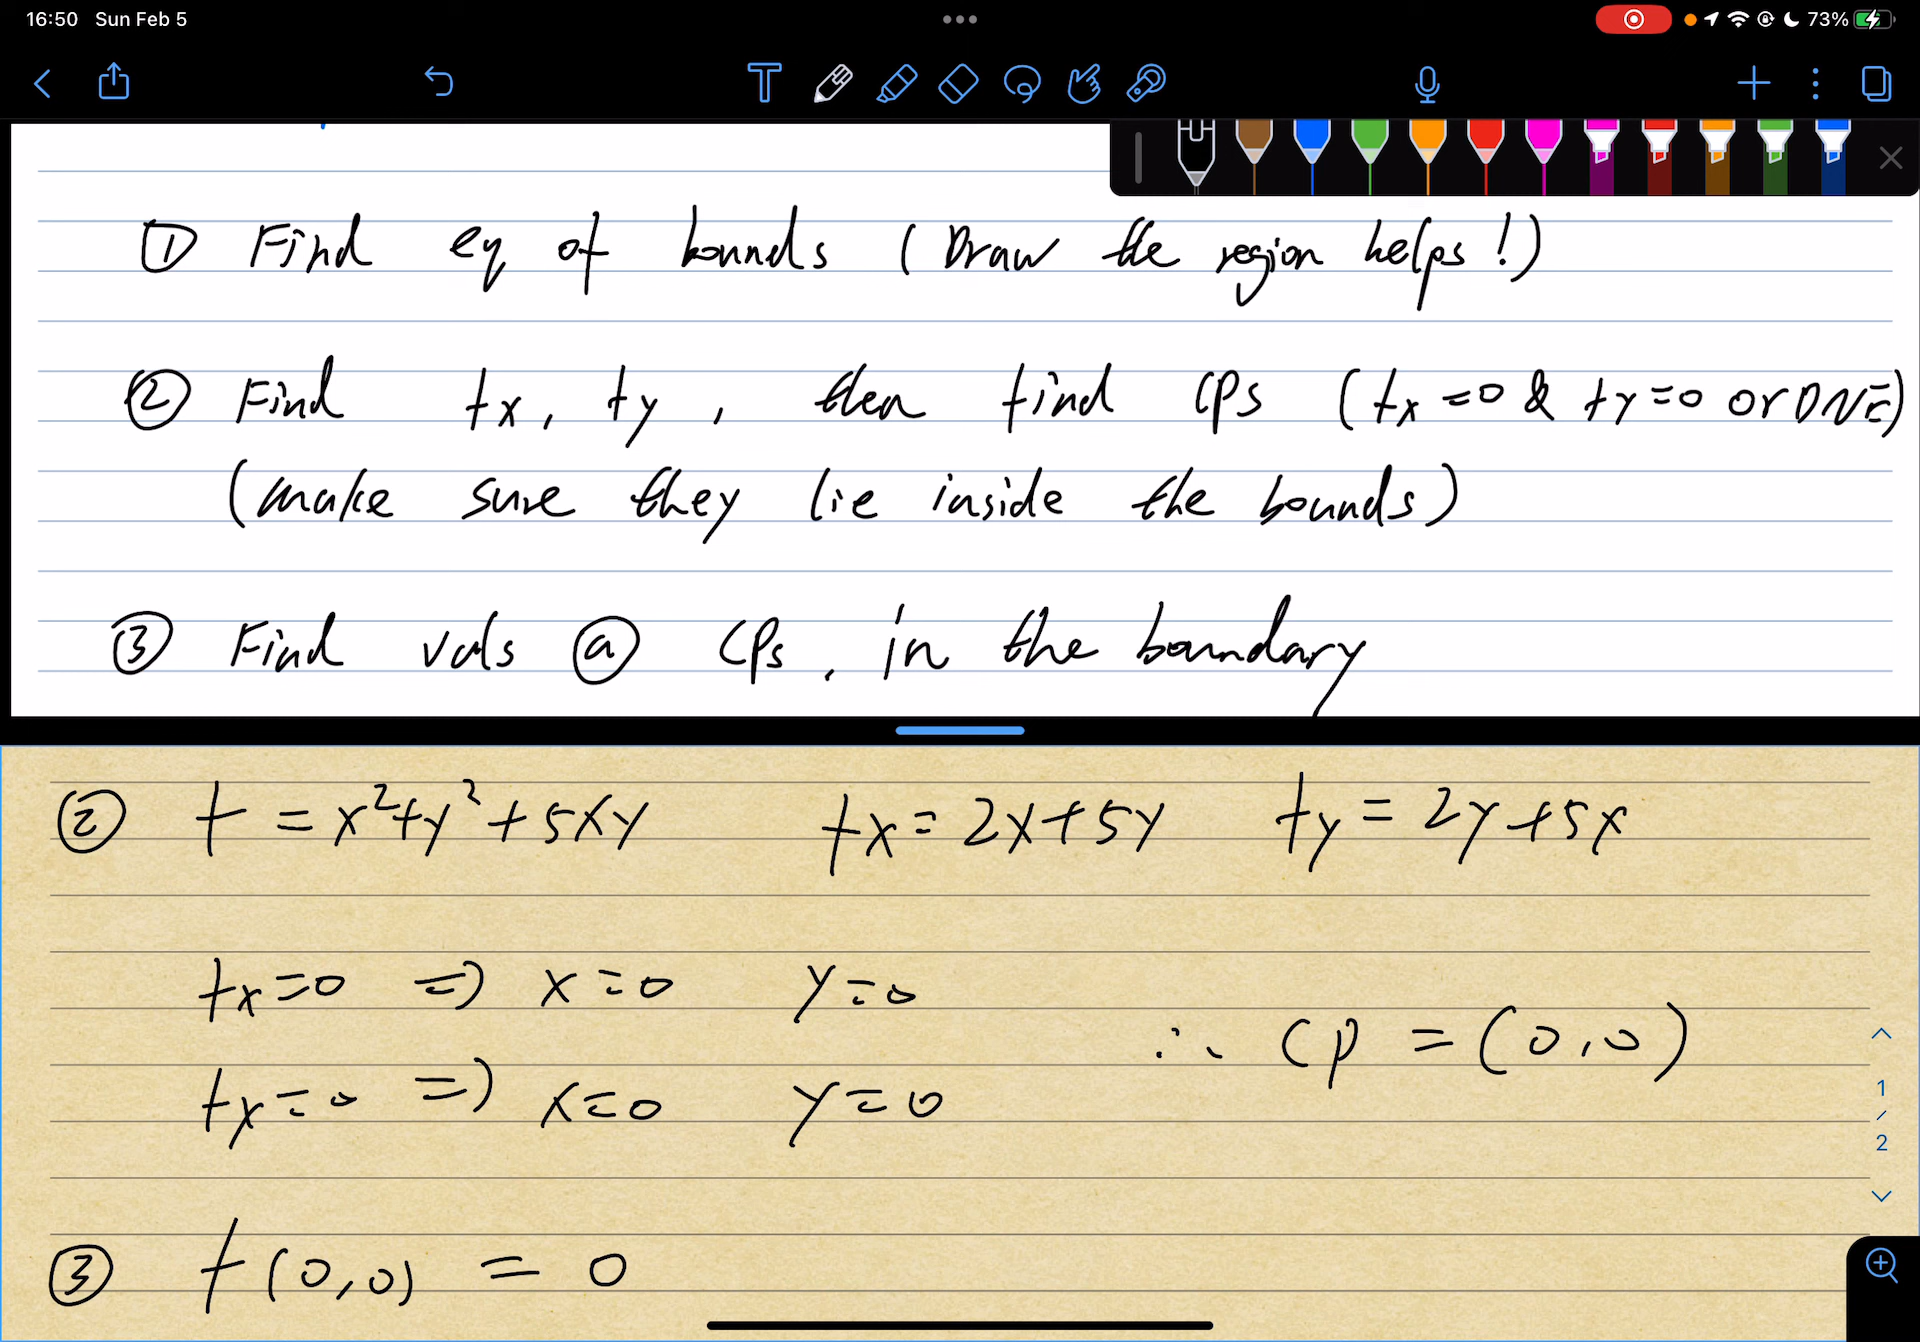 16:50 Sun Feb 5 73%
① Find eq of bounds (Draw the region helps!)
② Find fx, fy, then find CPs (fx=0 & fy=0 or DNE)
(make sure they lie inside the bounds)
③ Find vals @ CPs, in the boundary
② f = x²+y²+5xy fx= 2x+5y fy = 2y+5x
fx=0 => x=0 y=0
∴ CP = (0,0)
fx=0 => x=0 y=0
1
/
2
③ f(0,0) = 0